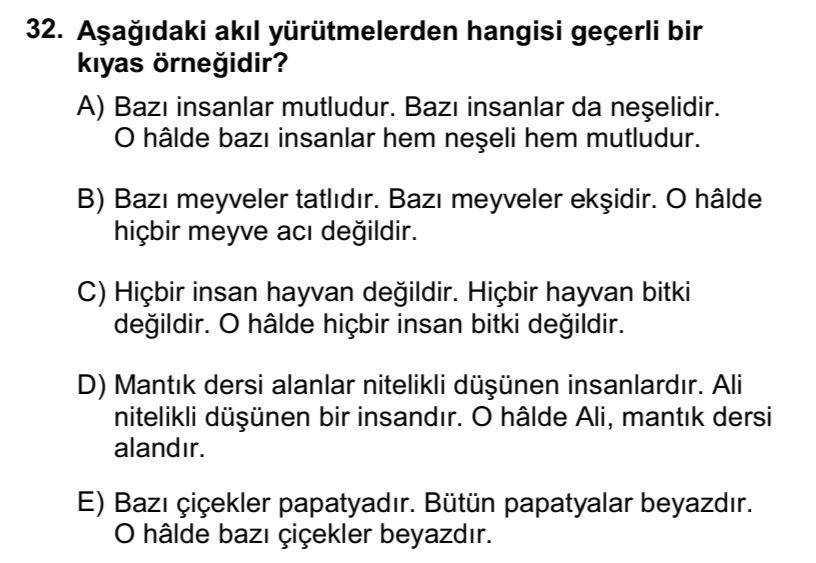 32. Aşağıdaki akıl yürütmelerden hangisi geçerli bir
kıyas örneğidir?
A) Bazı insanlar mutludur. Bazı insanlar da neşelidir.
O hâlde bazı insanlar hem neşeli hem mutludur.
B) Bazı meyveler tatlıdır. Bazı meyveler ekşidir. O hâlde
hiçbir meyve acı değildir.
C) Hiçbir insan hayvan değildir. Hiçbir hayvan bitki
değildir. O hâlde hiçbir insan bitki değildir.
D) Mantık dersi alanlar nitelikli düşünen insanlardır. Ali
nitelikli düşünen bir insandır. O hâlde Ali, mantık dersi
alandır.
E) Bazı çiçekler papatyadır. Bütün papatyalar beyazdır.
O hâlde bazı çiçekler beyazdır.